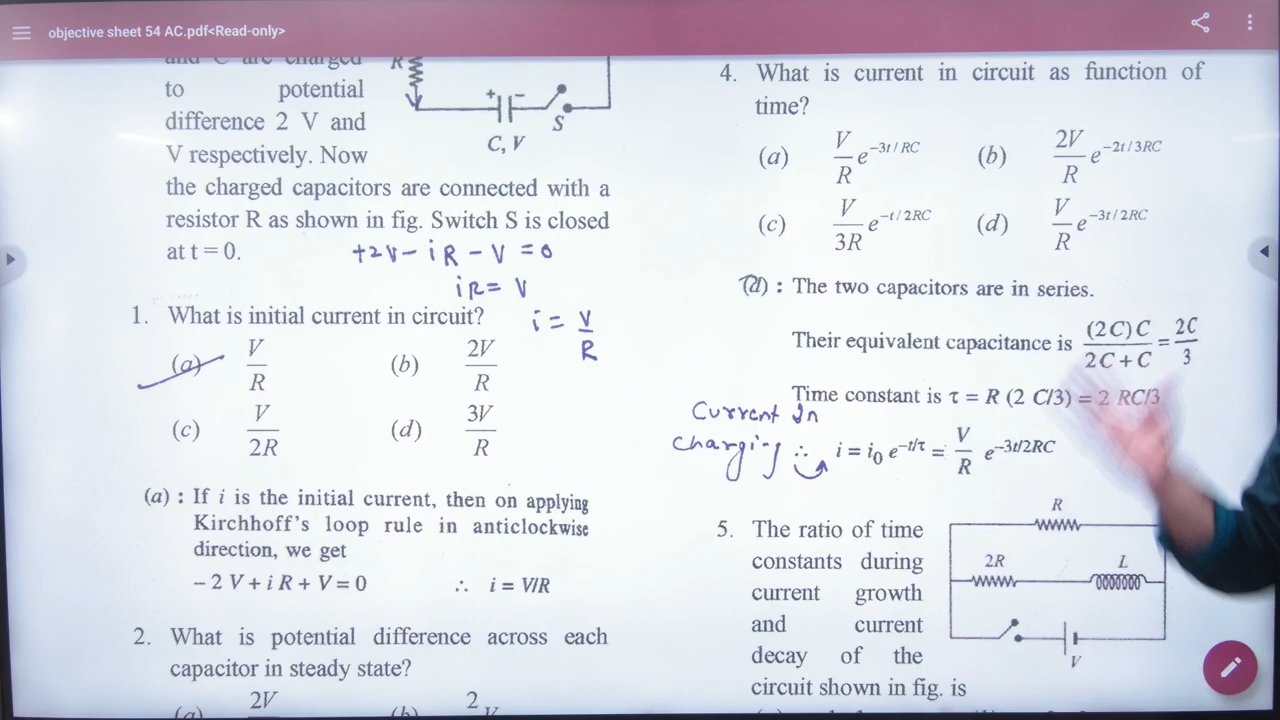 objective sheet 54 AC.pdf<Read-only>
and C are charged
to potential
difference 2 V and
V respectively. Now
the charged capacitors are connected with a
resistor R as shown in fig. Switch S is closed
at t = 0.
R
+ −
S
C, V
+2V − iR − V = 0
iR = V
i = V/R
1. What is initial current in circuit?
(a) V/R (b) 2V/R
(c) V/2R (d) 3V/R
(a) : If i is the initial current, then on applying
Kirchhoff's loop rule in anticlockwise
direction, we get
− 2 V + i R + V = 0 ∴ i = V/R
2. What is potential difference across each
capacitor in steady state?
(a) 2V (b) 2 V
4. What is current in circuit as function of
time?
(a) V/R e^{−3t / RC} (b) 2V/R e^{−2t / 3RC}
(c) V/3R e^{−t / 2RC} (d) V/R e^{−3t / 2RC}
(d) : The two capacitors are in series.
Their equivalent capacitance is (2C) C / 2C + C = 2C / 3
Time constant is τ = R (2 C/3) = 2 RC/3
Current In
Charging
∴ i = i₀ e^{−t/τ} = V/R e^{−3t/2RC}
5. The ratio of time
constants during
current growth
and current
decay of the
circuit shown in fig. is
R
2R L
V